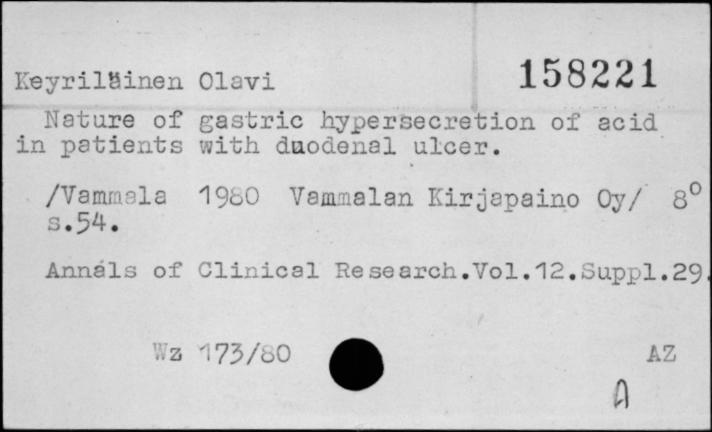 158221
Keyriläinen Olavi
Nature of gastric hypersecretion of acid
in patients with duodenal ulcer.
/Vammala 1980 Vammalan Kirjapaino Oy/ 8°
s.54.
Annals of Clinical Research.Vol.12.Suppl.29.
Wz 173/80
AZ
A